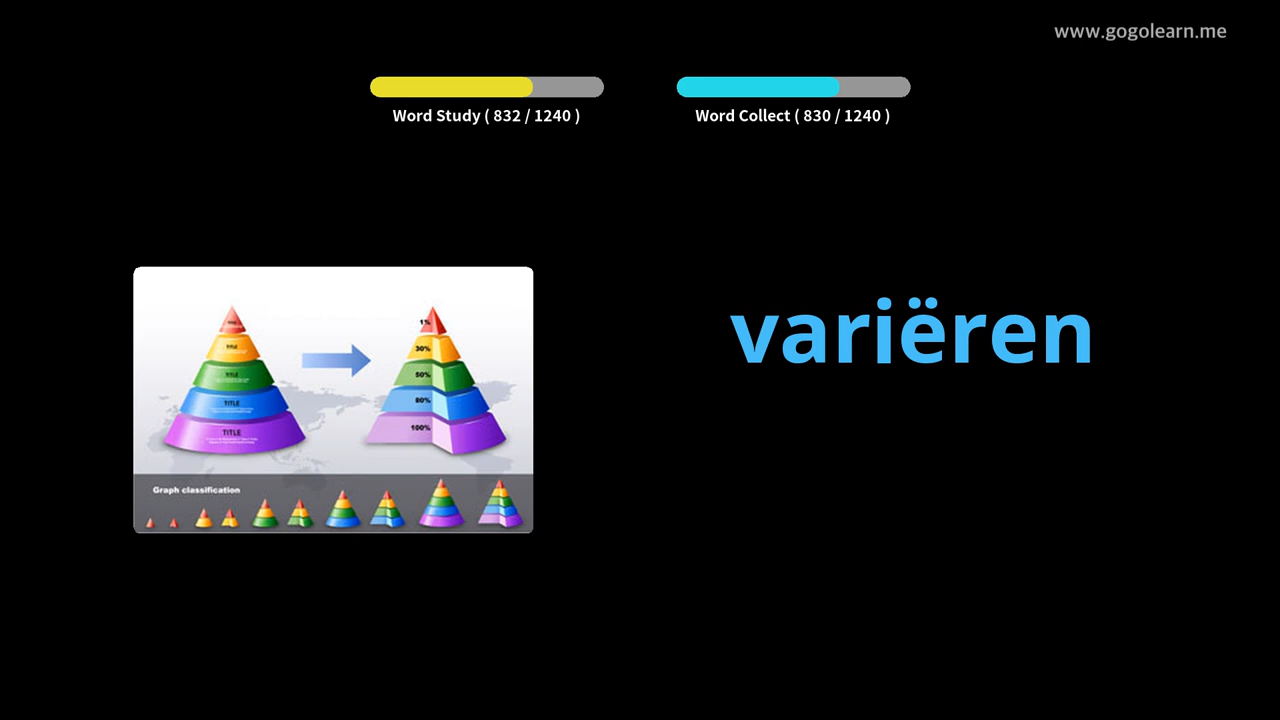 www.gogolearn.me
Word Study ( 832 / 1240 )
Word Collect ( 830 / 1240 )
variëren
1%
TITLE
30%
TITLE
50%
TITLE
80%
TITLE
100%
Graph classification